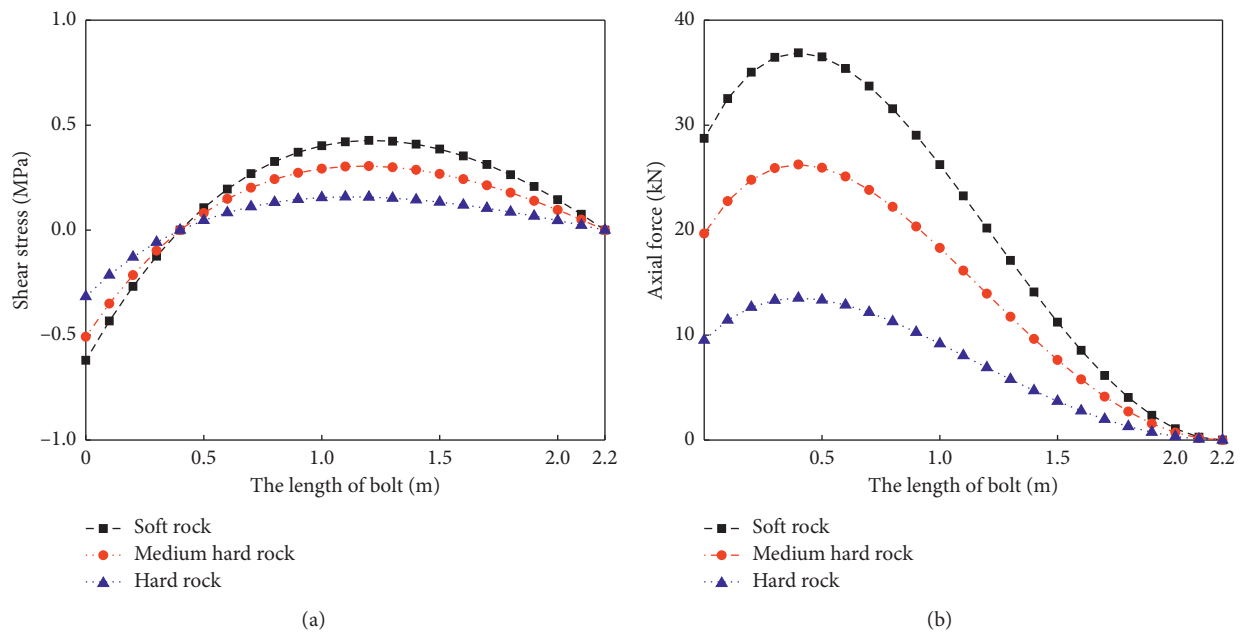 1.0
0.5
0.0
−0.5
−1.0
Shear stress (MPa)
0
0.5
1.0
1.5
2.0
2.2
The length of bolt (m)
Soft rock
Medium hard rock
Hard rock
(a)
40
30
20
10
0
Axial force (kN)
0.5
1.0
1.5
2.0
2.2
The length of bolt (m)
Soft rock
Medium hard rock
Hard rock
(b)